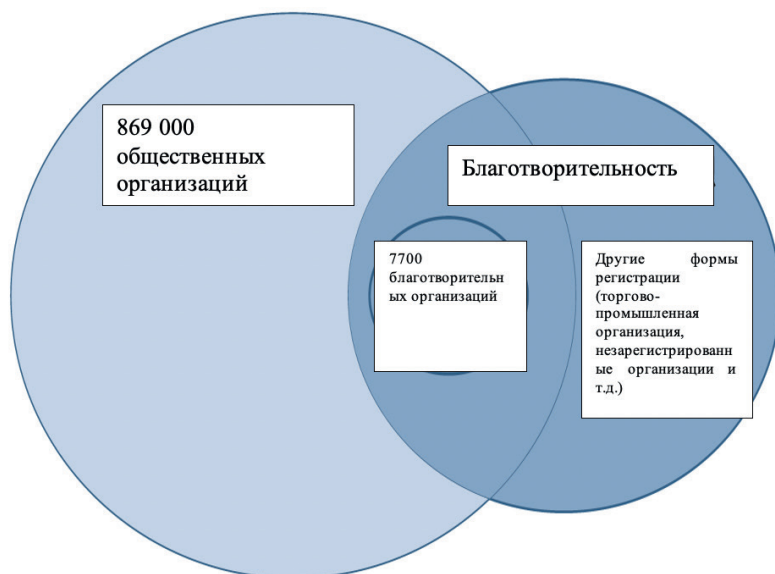 869 000
общественных
организаций
Благотворительность
7700
благотворительн
ых организаций
Другие формы
регистрации
(торгово-
промышленная
организация,
незарегистрированн
ые организации и
т.д.)